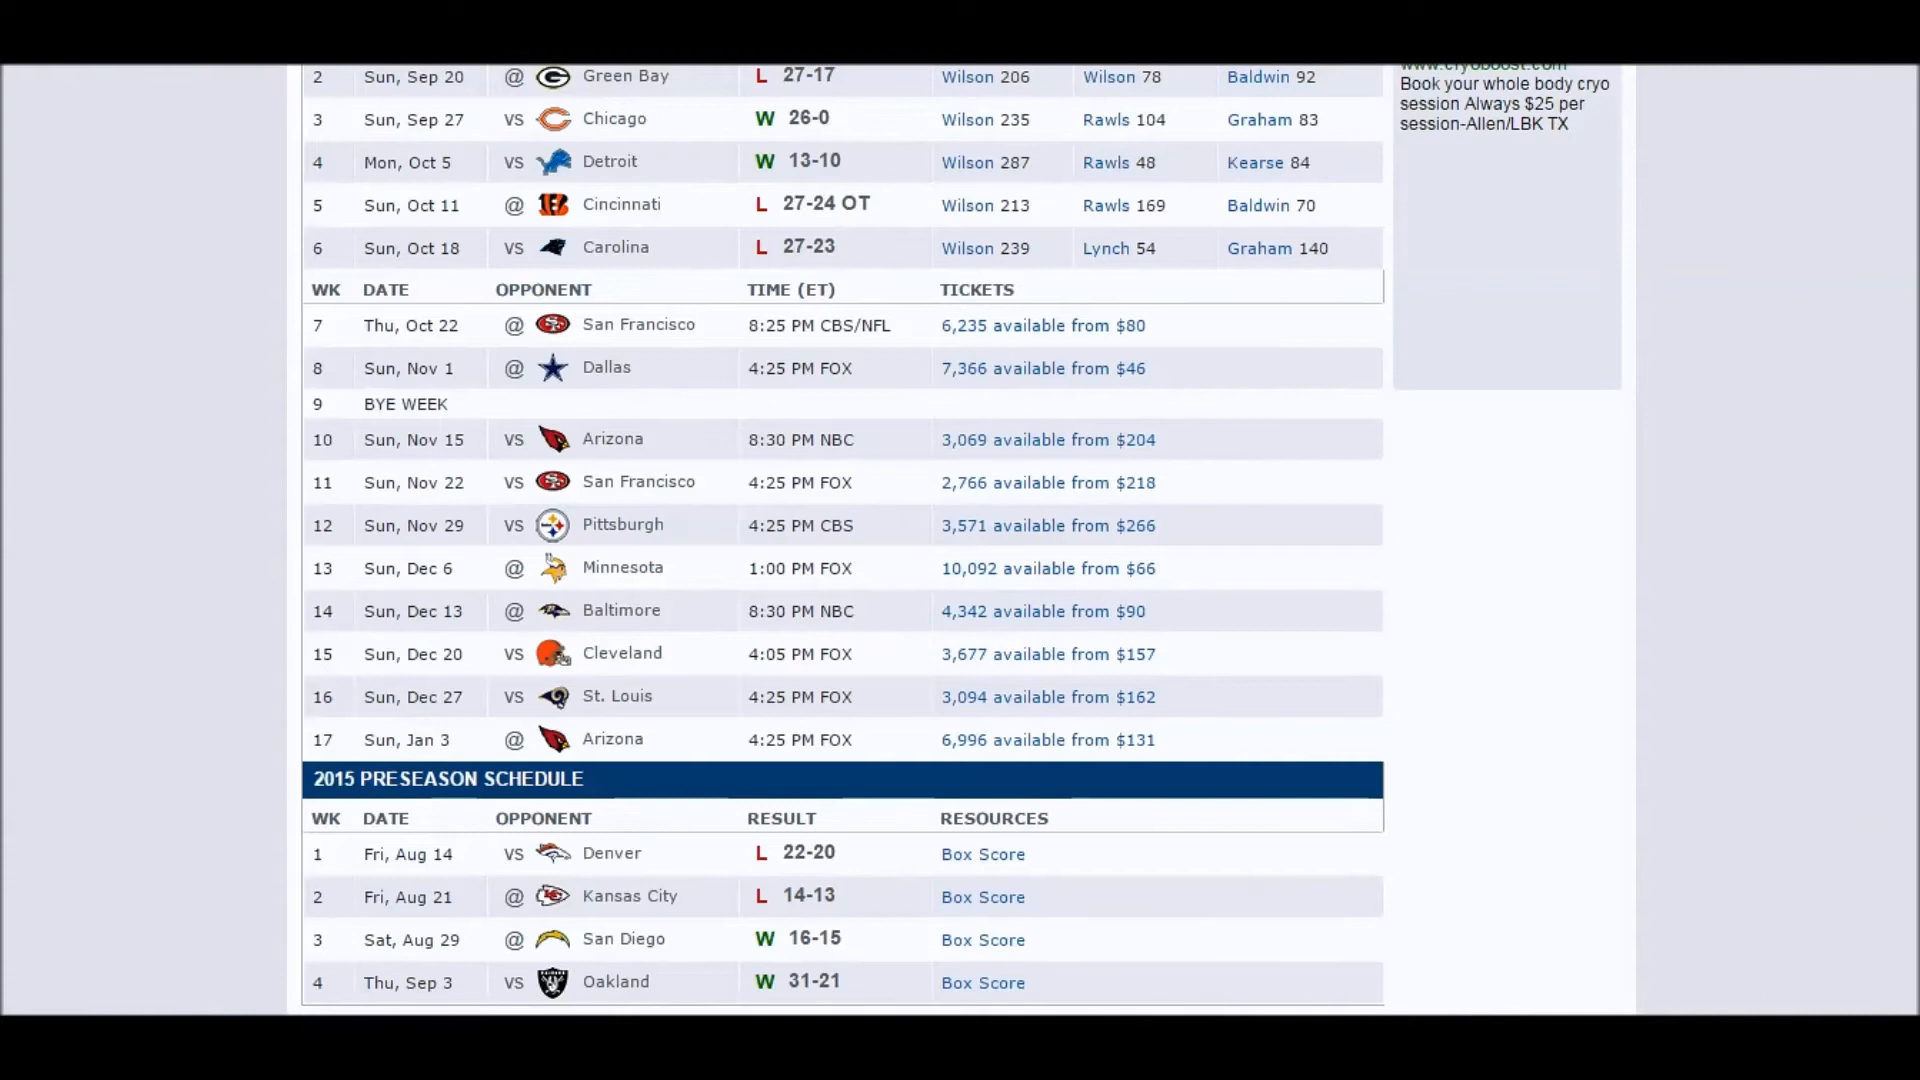 2 Sun, Sep 20 @ Green Bay L 27-17 Wilson 206 Wilson 78 Baldwin 92
www.cryoboost.com
Book your whole body cryo
session Always $25 per
session-Allen/LBK TX
3 Sun, Sep 27 VS Chicago W 26-0 Wilson 235 Rawls 104 Graham 83
4 Mon, Oct 5 VS Detroit W 13-10 Wilson 287 Rawls 48 Kearse 84
5 Sun, Oct 11 @ Cincinnati L 27-24 OT Wilson 213 Rawls 169 Baldwin 70
6 Sun, Oct 18 VS Carolina L 27-23 Wilson 239 Lynch 54 Graham 140
WK DATE OPPONENT TIME (ET) TICKETS
7 Thu, Oct 22 @ San Francisco 8:25 PM CBS/NFL 6,235 available from $80
8 Sun, Nov 1 @ Dallas 4:25 PM FOX 7,366 available from $46
9 BYE WEEK
10 Sun, Nov 15 VS Arizona 8:30 PM NBC 3,069 available from $204
11 Sun, Nov 22 VS San Francisco 4:25 PM FOX 2,766 available from $218
12 Sun, Nov 29 VS Pittsburgh 4:25 PM CBS 3,571 available from $266
13 Sun, Dec 6 @ Minnesota 1:00 PM FOX 10,092 available from $66
14 Sun, Dec 13 @ Baltimore 8:30 PM NBC 4,342 available from $90
15 Sun, Dec 20 VS Cleveland 4:05 PM FOX 3,677 available from $157
16 Sun, Dec 27 VS St. Louis 4:25 PM FOX 3,094 available from $162
17 Sun, Jan 3 @ Arizona 4:25 PM FOX 6,996 available from $131
2015 PRESEASON SCHEDULE
WK DATE OPPONENT RESULT RESOURCES
1 Fri, Aug 14 VS Denver L 22-20 Box Score
2 Fri, Aug 21 @ Kansas City L 14-13 Box Score
3 Sat, Aug 29 @ San Diego W 16-15 Box Score
4 Thu, Sep 3 VS Oakland W 31-21 Box Score